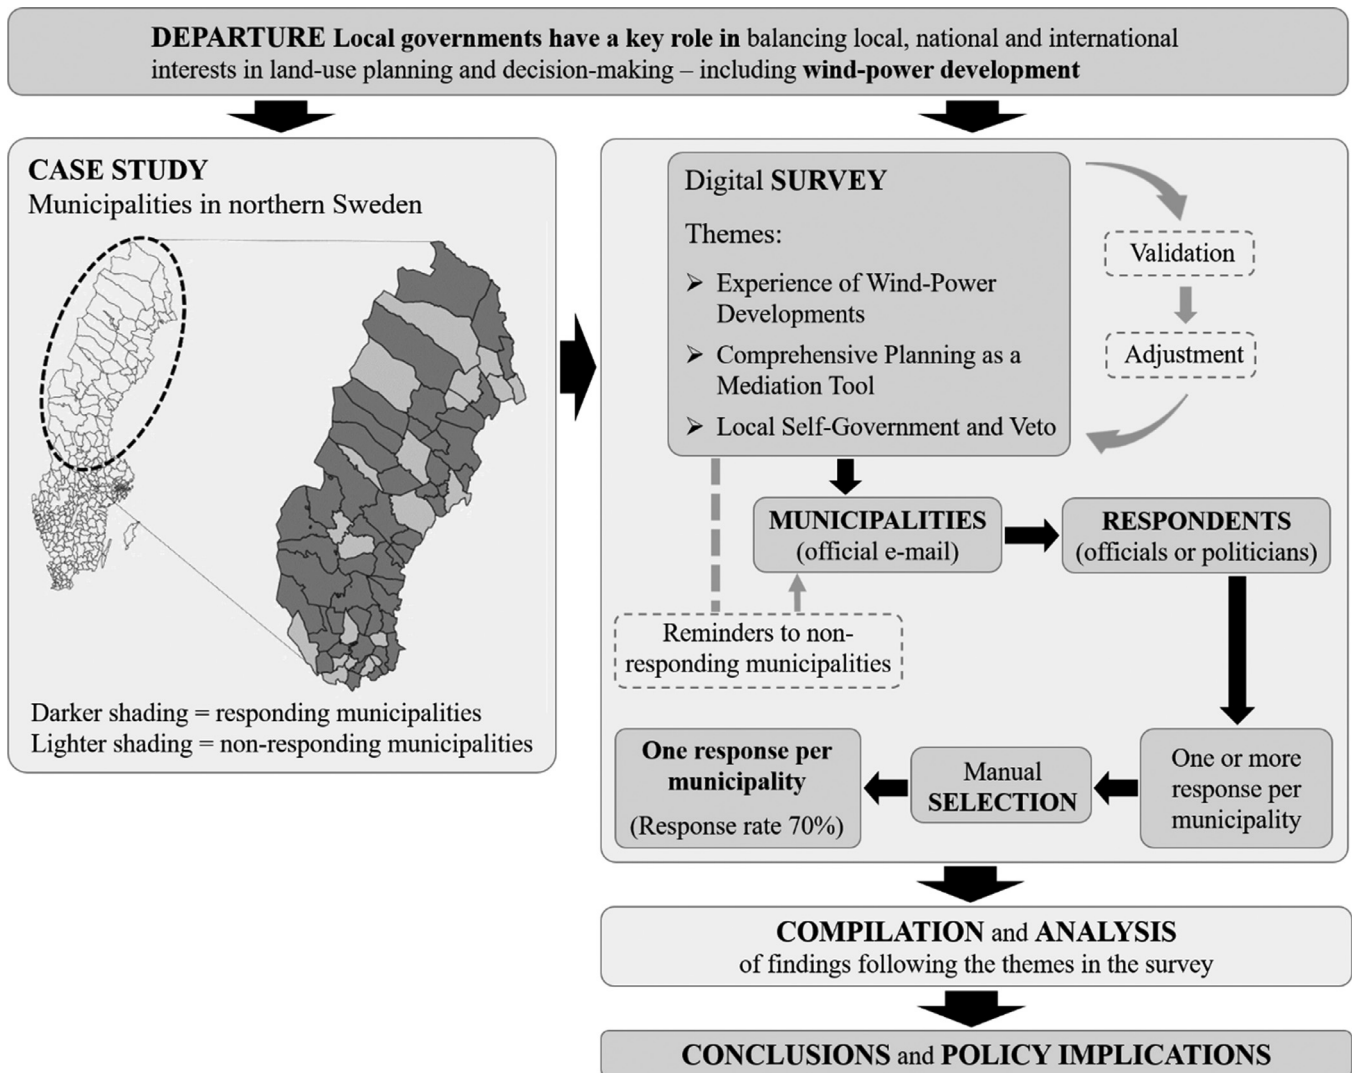 DEPARTURE Local governments have a key role in balancing local, national and international
interests in land-use planning and decision-making – including wind-power development
CASE STUDY
Municipalities in northern Sweden
Darker shading = responding municipalities
Lighter shading = non-responding municipalities
Digital SURVEY
Themes:
➢ Experience of Wind-Power
Developments
➢ Comprehensive Planning as a
Mediation Tool
➢ Local Self-Government and Veto
Validation
Adjustment
MUNICIPALITIES
(official e-mail)
RESPONDENTS
(officials or politicians)
Reminders to non-
responding municipalities
One or more
response per
municipality
Manual
SELECTION
One response per
municipality
(Response rate 70%)
COMPILATION and ANALYSIS
of findings following the themes in the survey
CONCLUSIONS and POLICY IMPLICATIONS